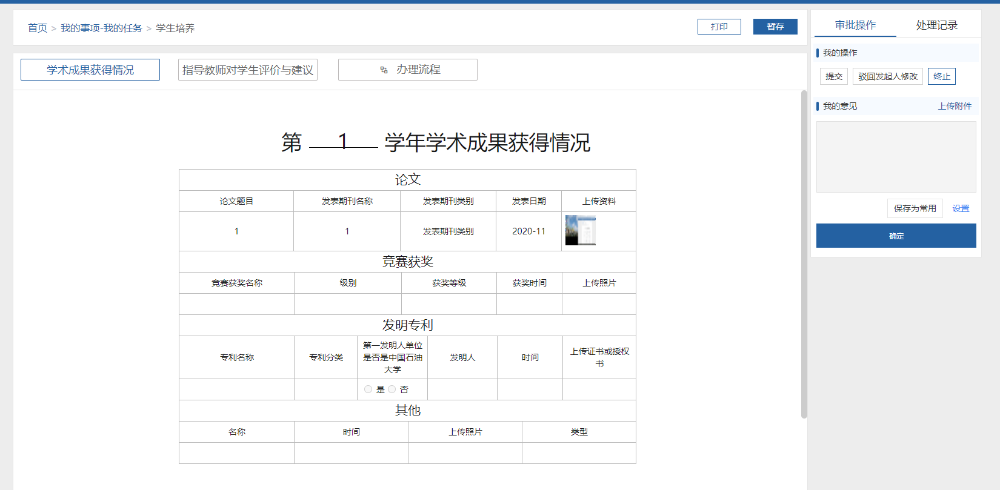 首页 > 我的事项-我的任务 > 学生培养
打印
暂存
学术成果获得情况
指导教师对学生评价与建议
办理流程
第 1 学年学术成果获得情况
论文
论文题目 发表期刊名称 发表期刊类别 发表日期 上传资料
1 1 发表期刊类别 2020-11
竞赛获奖
竟赛获奖名称 级别 获奖等级 获奖时间 上传照片
发明专利
专利名称 专利分类 第一发明人单位是否是中国石油大学 发明人 时间 上传证书或授权书
是 否
其他
名称 时间 上传照片 类型
审批操作 处理记录
我的操作
提交 驳回发起人修改 终止
我的意见 上传附件
保存为常用 设置
确定